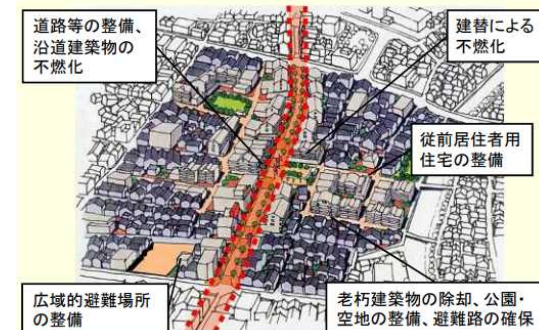 道路等の整備、
沿道建築物の
不燃化
建替による
不燃化
従前居住者用
住宅の整備
広域的避難場所
の整備
老朽建築物の除却、公園・
空地の整備、避難路の確保